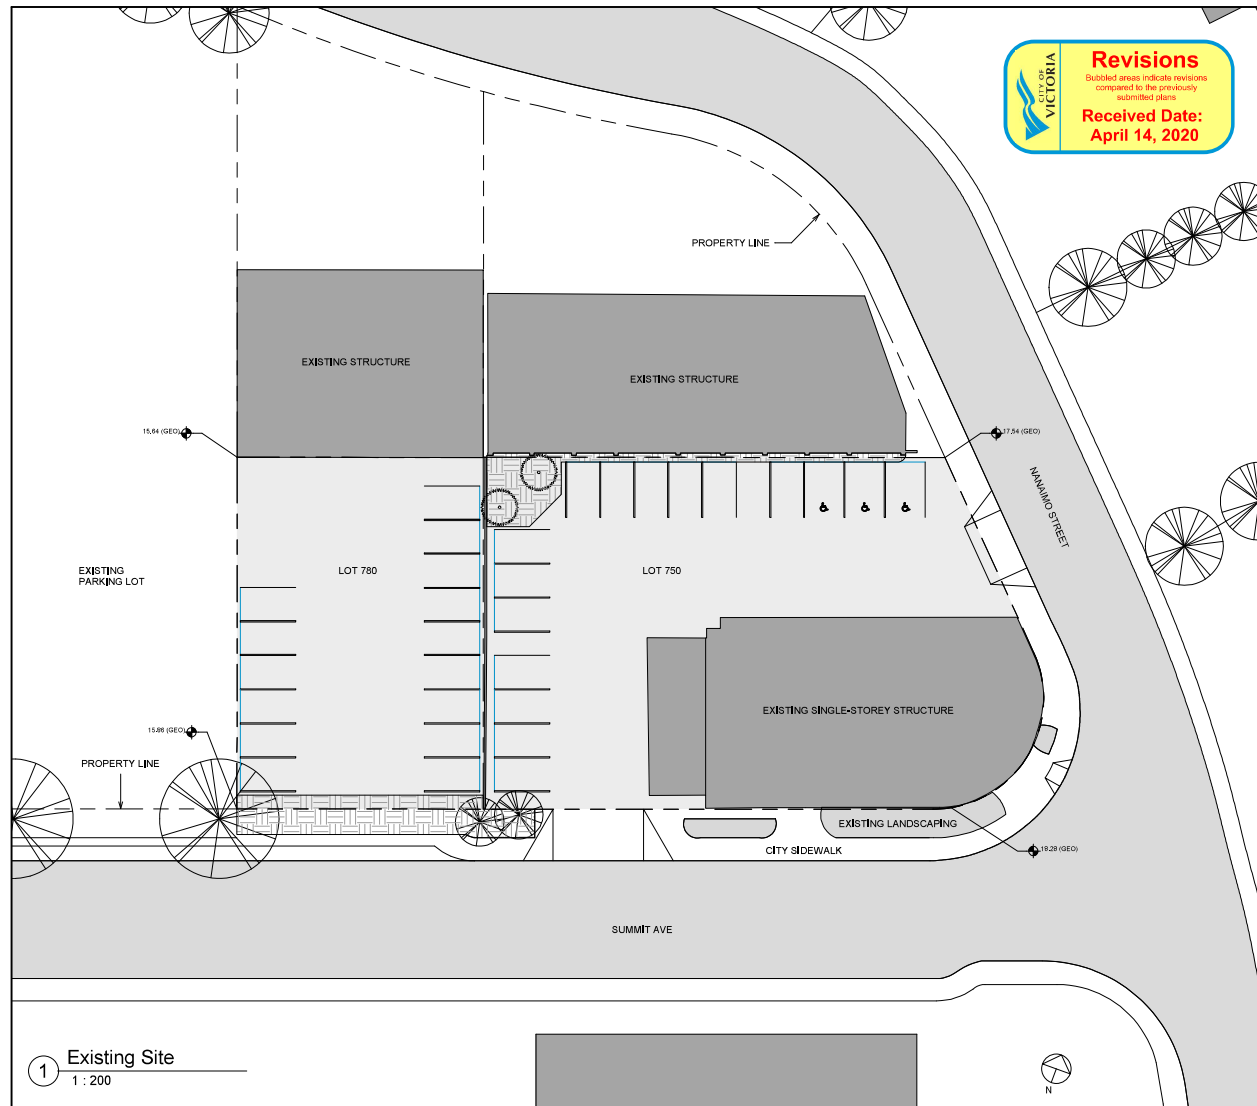 CITY OF
VICTORIA
Revisions
Bubbled areas indicate revisions
compared to the previously
submitted plans
Received Date:
April 14, 2020
PROPERTY LINE
EXISTING STRUCTURE
EXISTING STRUCTURE
15.64 (GEO)
17.54 (GEO)
NANAIMO STREET
EXISTING
PARKING LOT
LOT 780
LOT 750
EXISTING SINGLE-STOREY STRUCTURE
15.86 (GEO)
PROPERTY LINE
EXISTING LANDSCAPING
CITY SIDEWALK
18.28 (GEO)
SUMMIT AVE
1
Existing Site
1 : 200
N